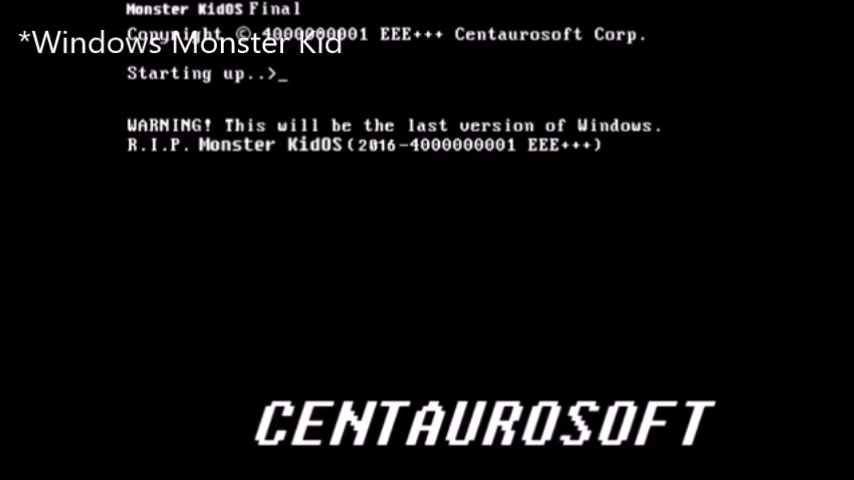 Monster KidOS Final
Copyright © 4000000001 EEE+++ Centaurosoft Corp.
*Windows Monster Kid
Starting up..>_
WARNING! This will be the last version of Windows.
R.I.P. Monster KidOS(2016-4000000001 EEE+++)
CENTAUROSOFT